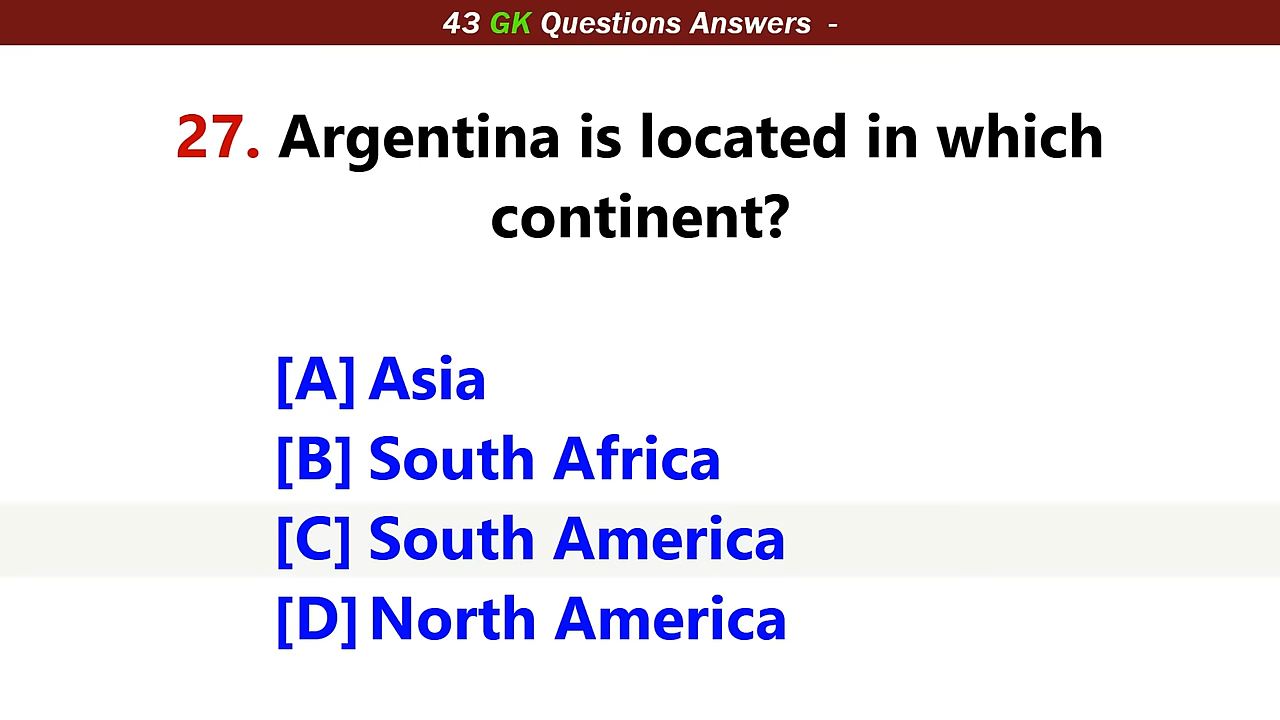 43 GK Questions Answers -
27. Argentina is located in which
continent?
[A] Asia
[B] South Africa
[C] South America
[D] North America